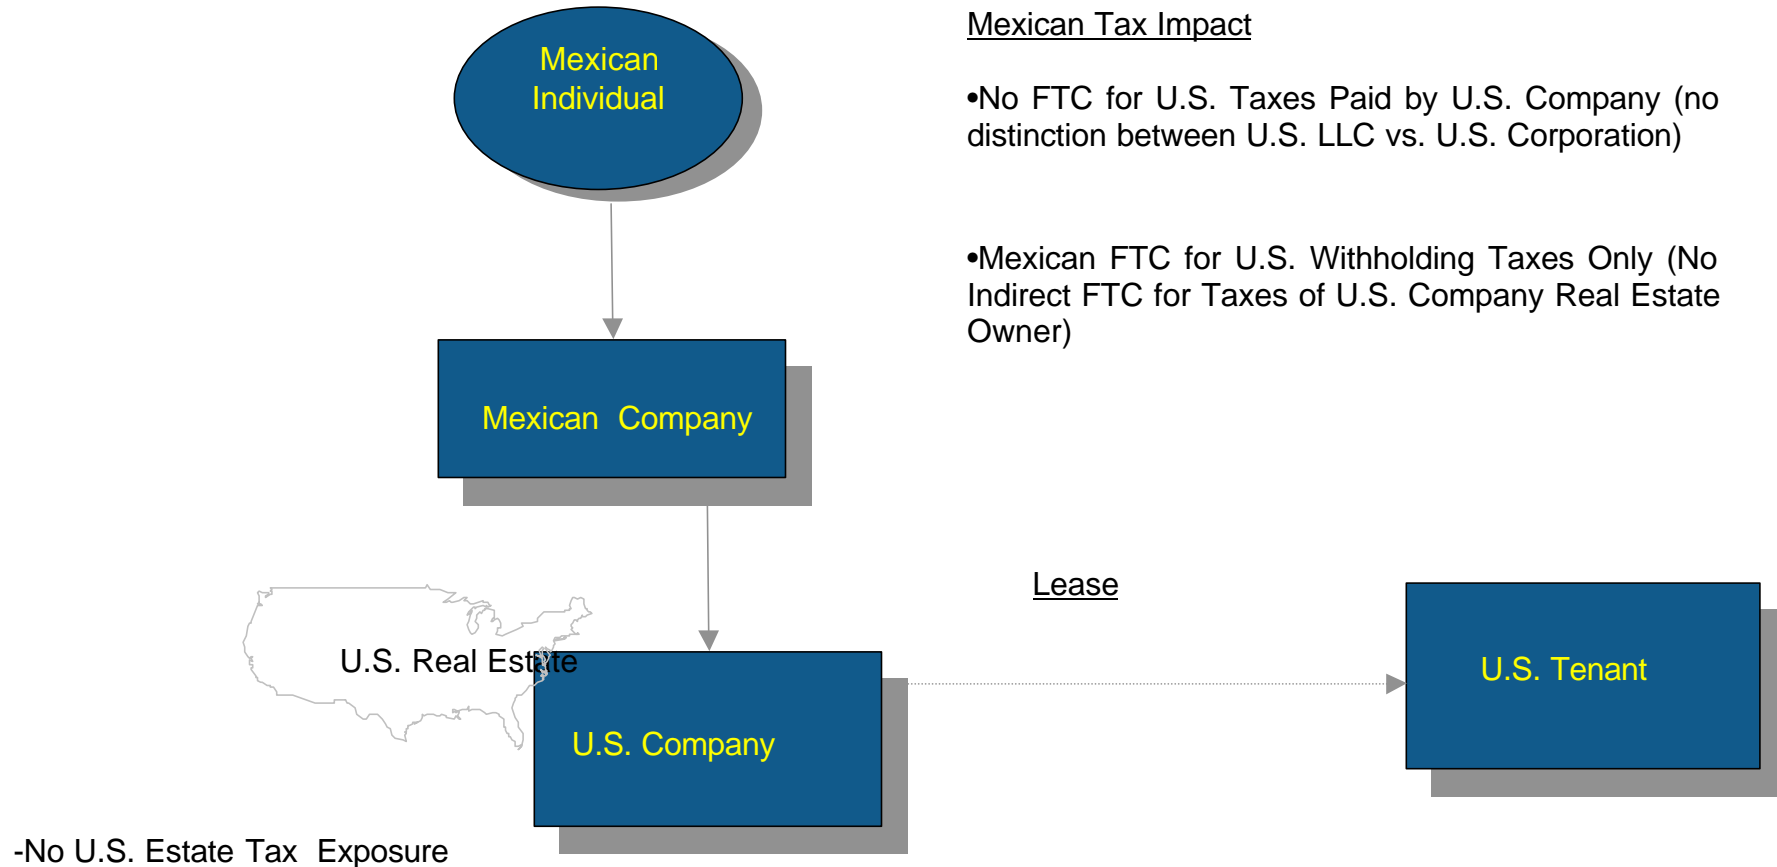 Mexican
Individual
Mexican Tax Impact
•No FTC for U.S. Taxes Paid by U.S. Company (no
distinction between U.S. LLC vs. U.S. Corporation)
•Mexican FTC for U.S. Withholding Taxes Only (No
Indirect FTC for Taxes of U.S. Company Real Estate
Owner)
Mexican Company
Lease
U.S. Real Estate
U.S. Company
U.S. Tenant
-No U.S. Estate Tax Exposure